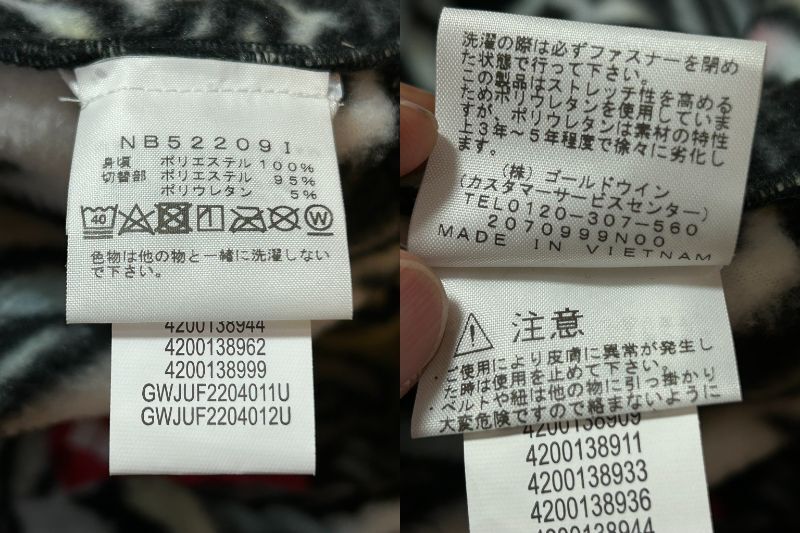 NB52209I
身頃 ポリエステル 100%
切替部 ポリエステル 95%
ポリウレタン 5%
40
W
色物は他の物と一緒に洗濯しない
で下さい。
4200138944
4200138962
4200138999
GWJUF2204011U
GWJUF2204012U
洗濯の際は必ずファスナーを閉め
た状態で行って下さい。
この製品はストレッチ性を高める
ためポリウレタンを使用していま
すが、ポリウレタンは素材の特性
上3年～5年程度で徐々に劣化し
ます。
(株) ゴールドウイン
(カスタマーサービスセンター)
TEL0120-307-560
2070999N00
MADE IN VIETNAM
注意
・ご使用により皮膚に異常が発生し
た時は使用を止めて下さい。
・ベルトや紐は他の物に引っ掛かり
大変危険ですので絡まないように
4200138909
4200138911
4200138933
4200138936
4200138944